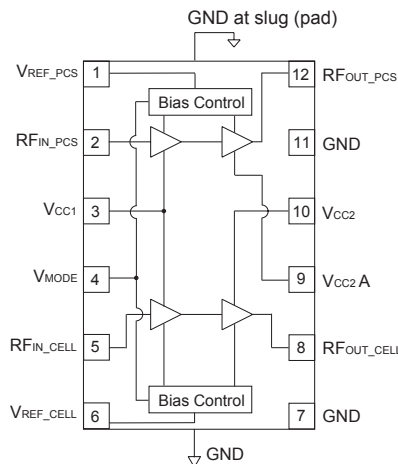 GND at slug (pad)
VREF_PCS
1
Bias Control
12
RFOUT_PCS
RFIN_PCS
2
11
GND
VCC1
3
10
VCC2
VMODE
4
9
VCC2 A
RFIN_CELL
5
8
RFOUT_CELL
VREF_CELL
6
Bias Control
7
GND
GND